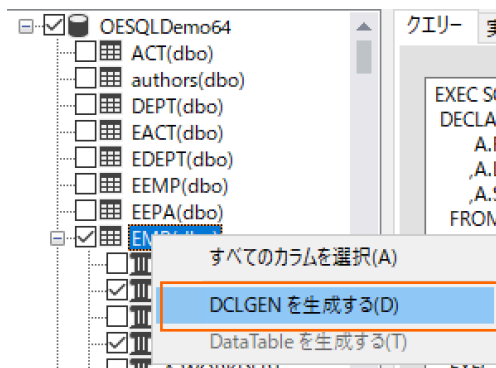 OESQLDemo64
ACT(dbo)
authors(dbo)
DEPT(dbo)
EACT(dbo)
EDEPT(dbo)
EEMP(dbo)
EEPA(dbo)
すべてのカラムを選択(A)
DCLGEN を生成する(D)
DataTable を生成する(T)
クエリー
EXEC
FROM
EXEC